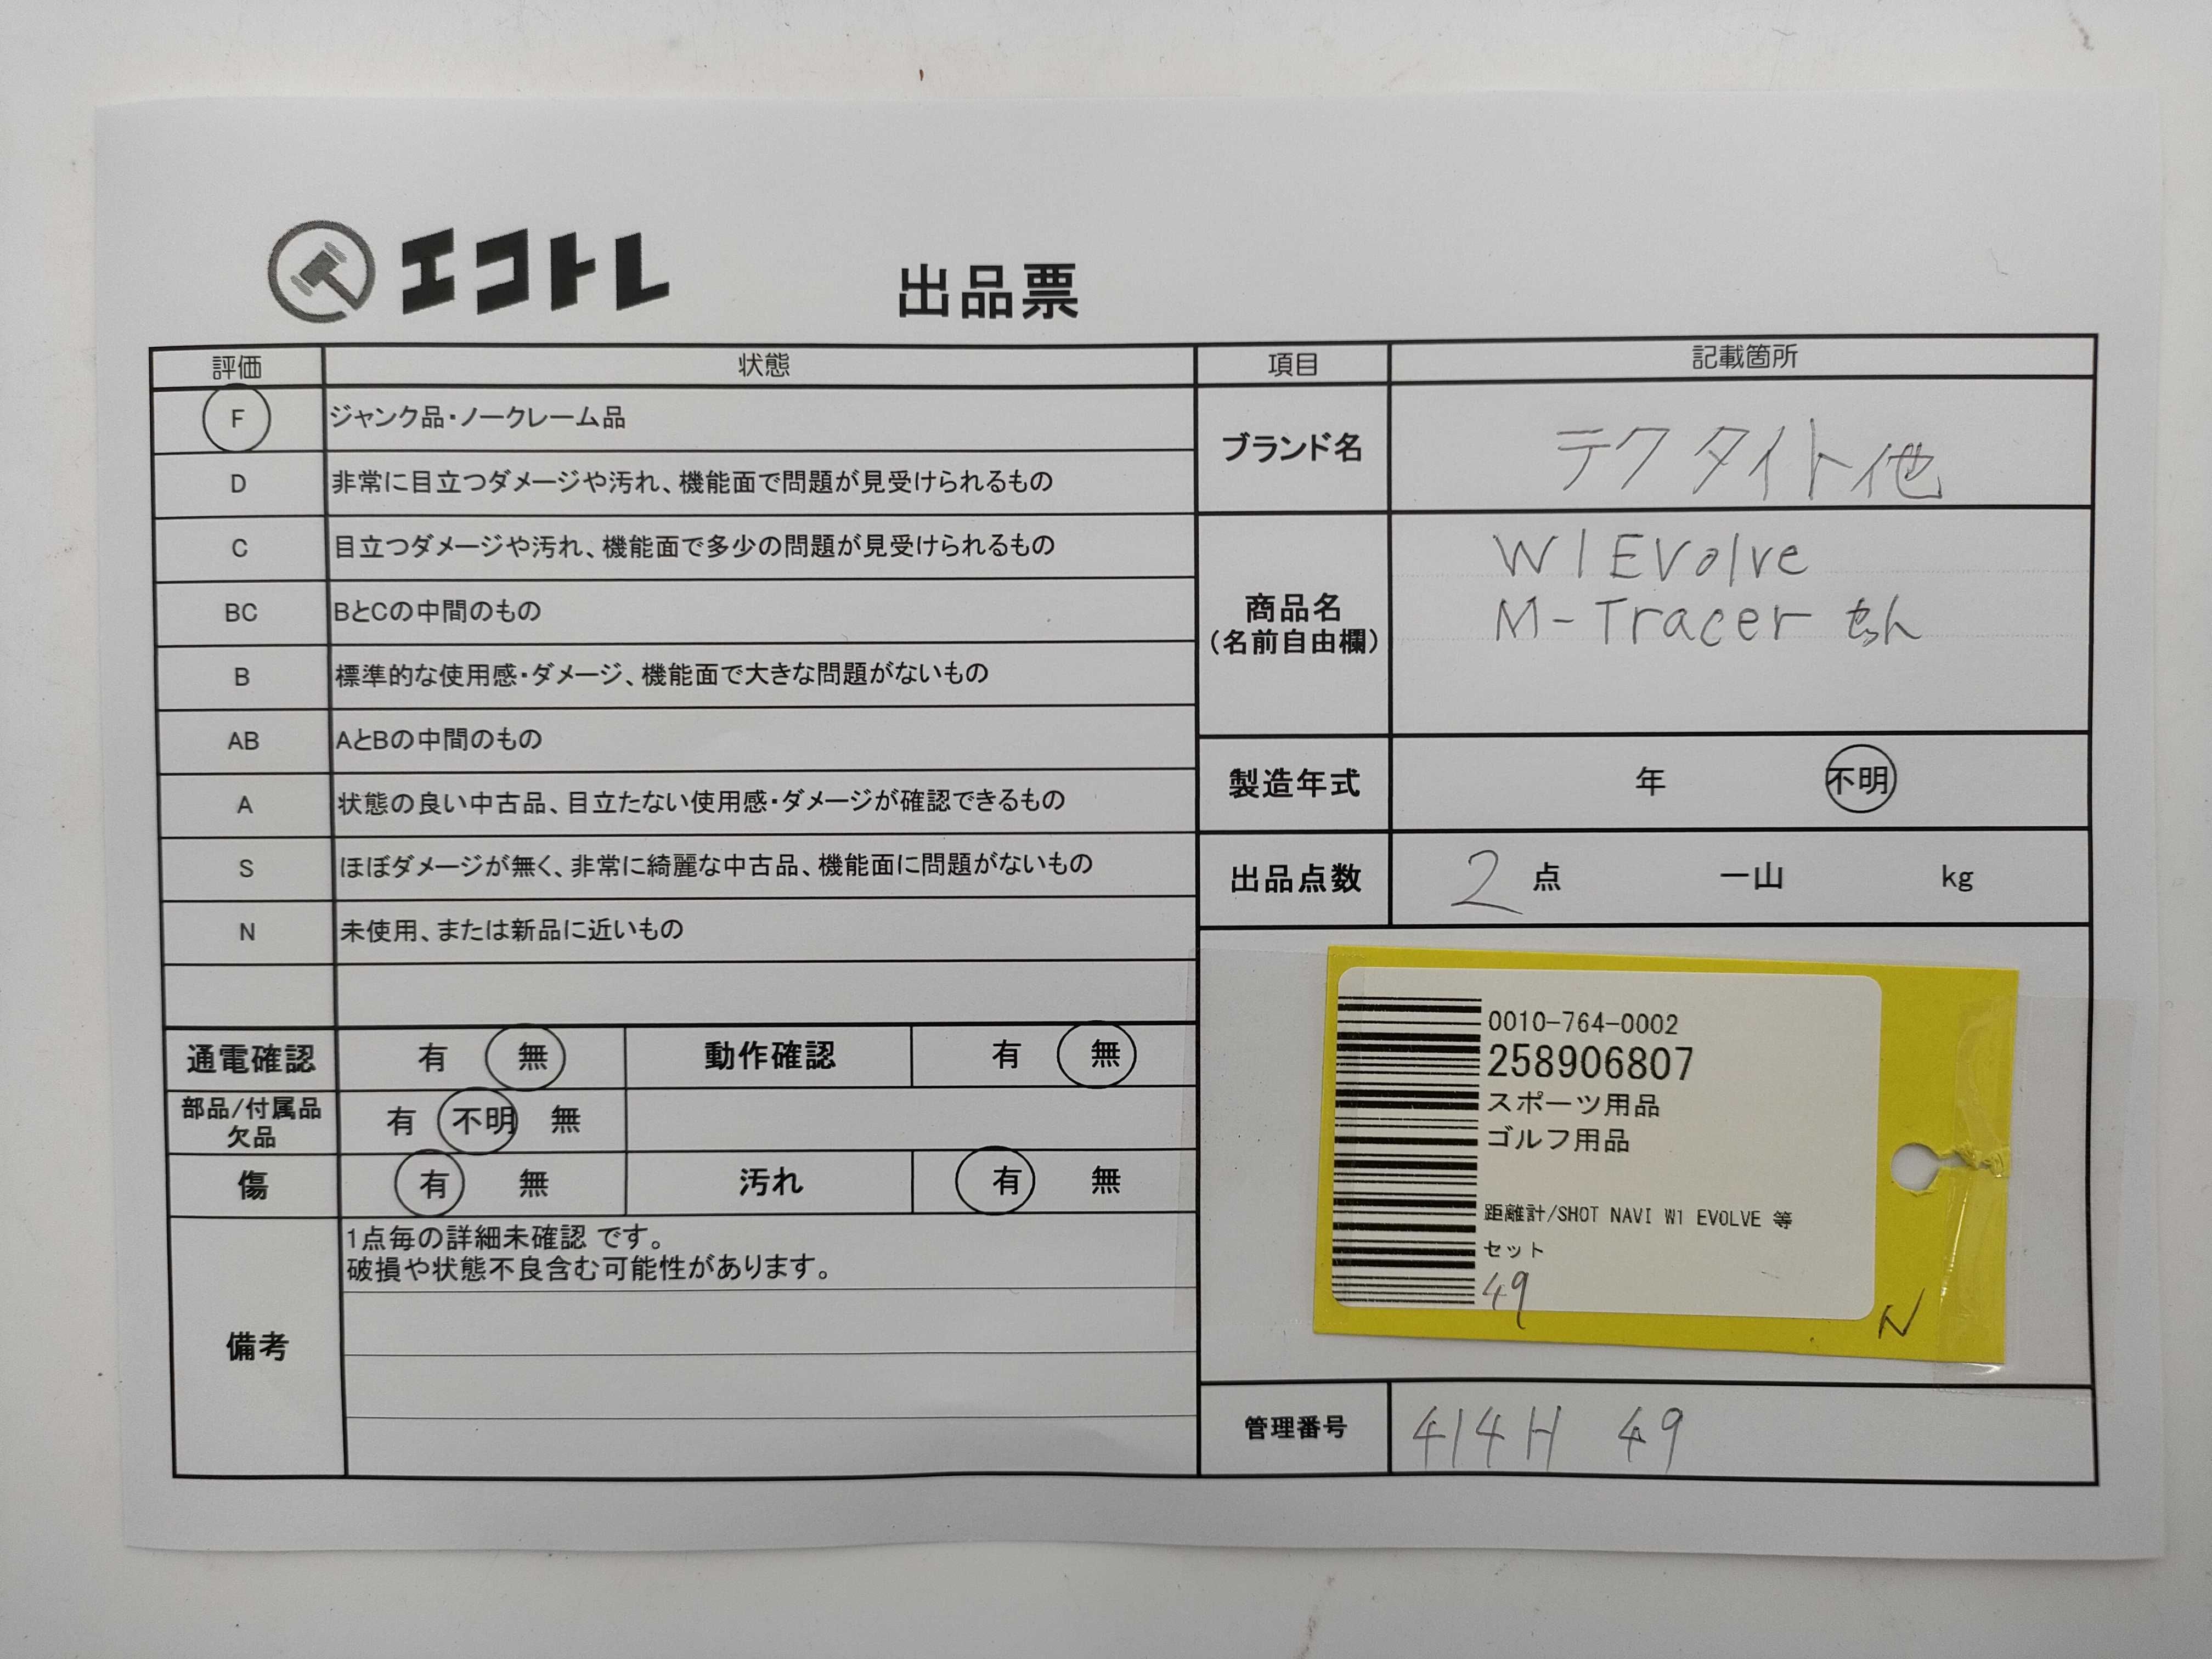 エコトレ
出品票
評価 状態 項目 記載箇所
F ジャンク品・ノークレーム品
D 非常に目立つダメージや汚れ、機能面で問題が見受けられるもの
C 目立つダメージや汚れ、機能面で多少の問題が見受けられるもの
BC BとCの中間のもの
B 標準的な使用感・ダメージ、機能面で大きな問題がないもの
AB AとBの中間のもの
A 状態の良い中古品、目立たない使用感・ダメージが確認できるもの
S ほぼダメージが無く、非常に綺麗な中古品、機能面に問題がないもの
N 未使用、または新品に近いもの
通電確認 有 無 動作確認 有 無
部品/付属品
欠品
有 不明 無
傷 有 無 汚れ 有 無
備考
1点毎の詳細未確認 です。
破損や状態不良含む可能性があります。
ブランド名 テクタイト他
商品名
(名前自由欄)
W1EVolve
M-Tracer
製造年式 年 不明
出品点数 2 点 一山 kg
0010-764-0002
258906807
スポーツ用品
ゴルフ用品
距離計/SHOT NAVI W1 EVOLVE 等
セット
49
N
管理番号 414H 49